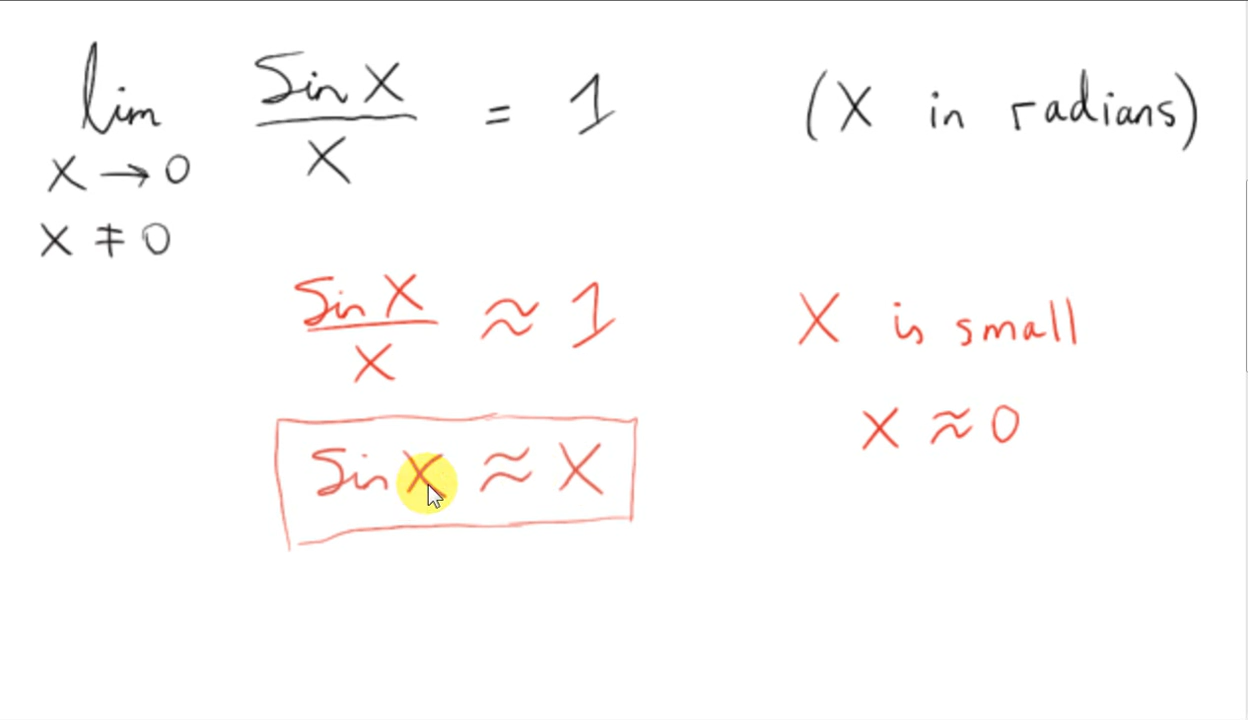 lim sin x / x = 1 (x in radians)
x → 0
x ≠ 0
sin x / x ≈ 1 x is small
x ≈ 0
sin x ≈ x